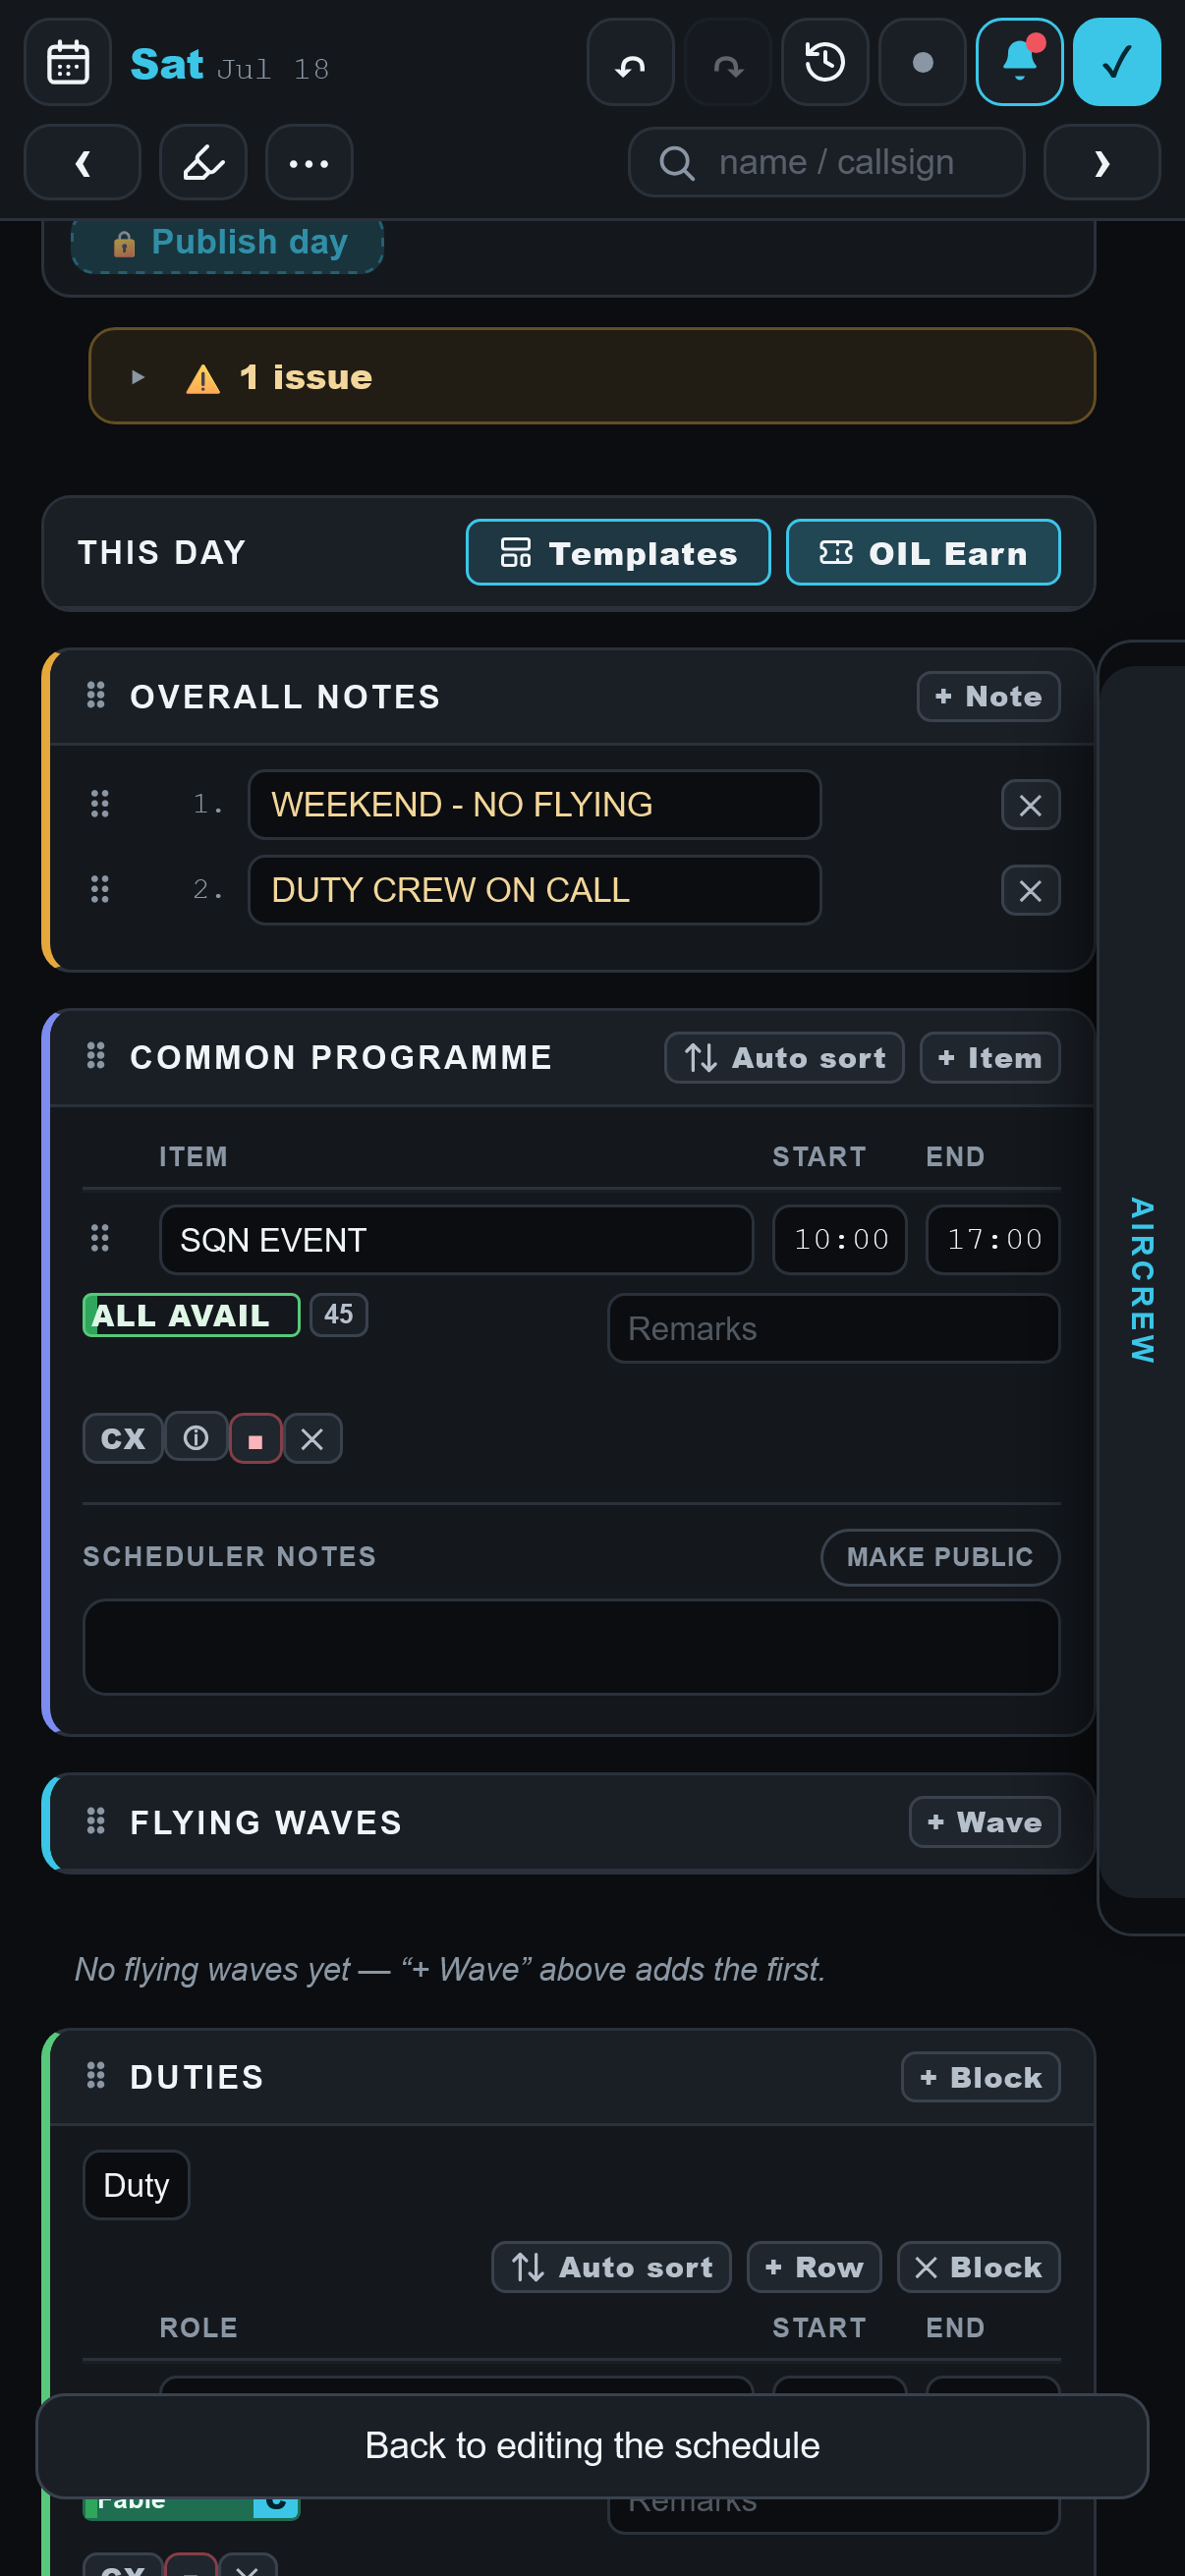 Sat Jul 18
name / callsign
Publish day
1 issue
THIS DAY
Templates
OIL Earn
OVERALL NOTES
+ Note
1. WEEKEND - NO FLYING
2. DUTY CREW ON CALL
COMMON PROGRAMME
Auto sort
+ Item
ITEM START END
SQN EVENT 10:00 17:00
ALL AVAIL 45
Remarks
CX
SCHEDULER NOTES
MAKE PUBLIC
AIRCREW
FLYING WAVES
+ Wave
No flying waves yet — “+ Wave” above adds the first.
DUTIES
+ Block
Duty
Auto sort
+ Row
× Block
ROLE START END
Back to editing the schedule
Fable
Remarks
CX